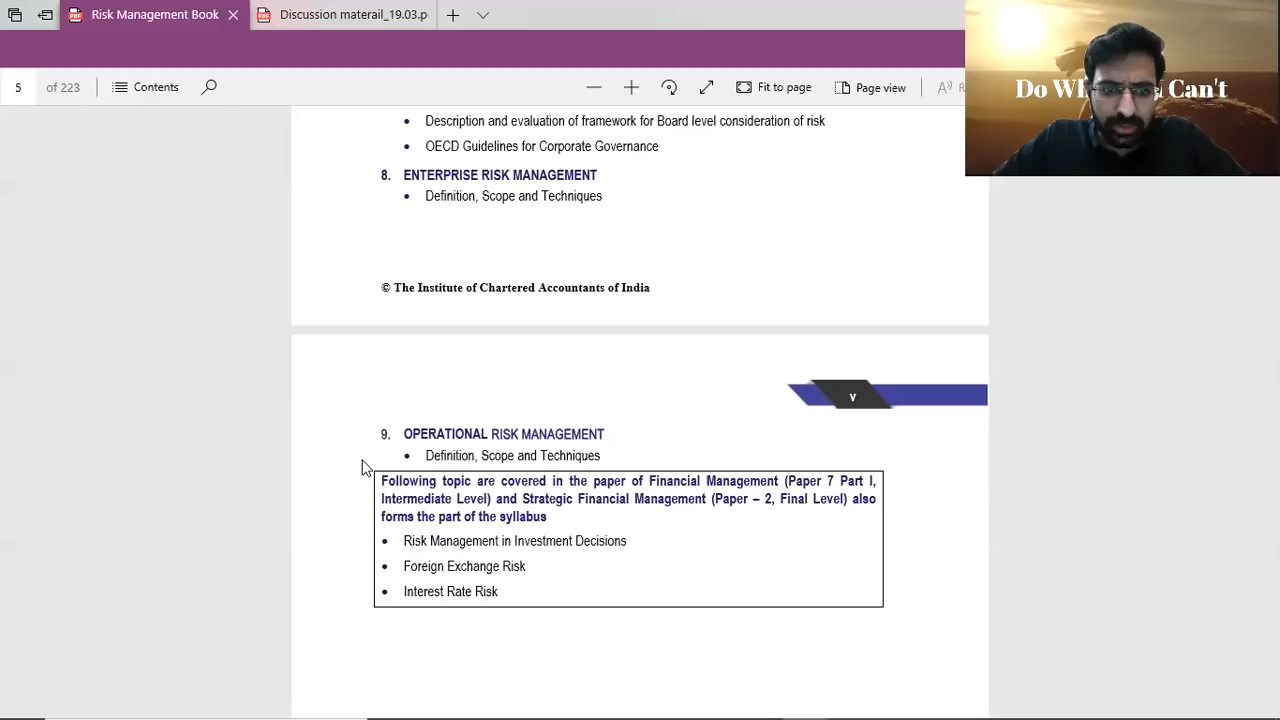 Risk Management Book
Discussion materail_19.03.p
5 of 223
Contents
Fit to page
Page view
Do Wh
Can't
• Description and evaluation of framework for Board level consideration of risk
• OECD Guidelines for Corporate Governance
8. ENTERPRISE RISK MANAGEMENT
• Definition, Scope and Techniques
© The Institute of Chartered Accountants of India
v
9. OPERATIONAL RISK MANAGEMENT
• Definition, Scope and Techniques
Following topic are covered in the paper of Financial Management (Paper 7 Part I,
Intermediate Level) and Strategic Financial Management (Paper – 2, Final Level) also
forms the part of the syllabus
• Risk Management in Investment Decisions
• Foreign Exchange Risk
• Interest Rate Risk